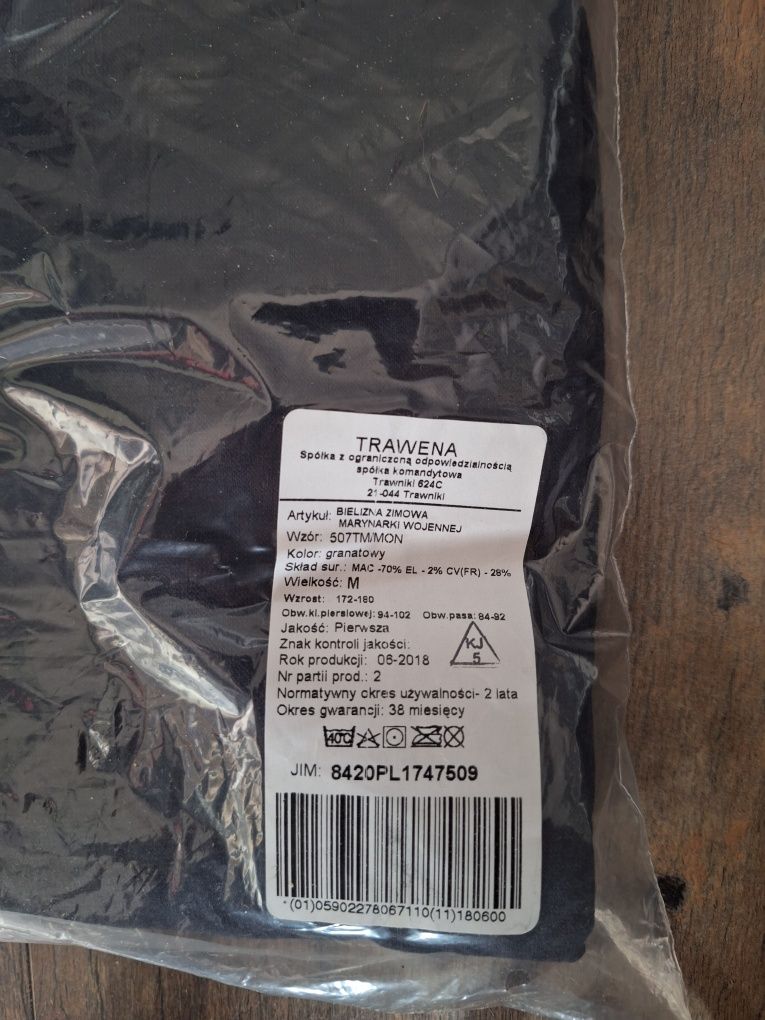 TRAWENA
Spółka z ograniczoną odpowiedzialnością
spółka komandytowa
Trawniki 624C
21-044 Trawniki
Artykuł: BIELIZNA ZIMOWA
MARYNARKI WOJENNEJ
Wzór: 507TM/MON
Kolor: granatowy
Skład sur.: MAC -70% EL - 2% CV(FR) - 28%
Wielkość: M
Wzrost: 172-180
Obw.kl.piersiowej: 94-102 Obw.pasa: 84-92
Jakość: Pierwsza
Znak kontroli jakości:
KJ
5
Rok produkcji: 06-2018
Nr partii prod.: 2
Normatywny okres używalności- 2 lata
Okres gwarancji: 38 miesięcy
40C
JIM: 8420PL1747509
(01)05902278067110(11)180600